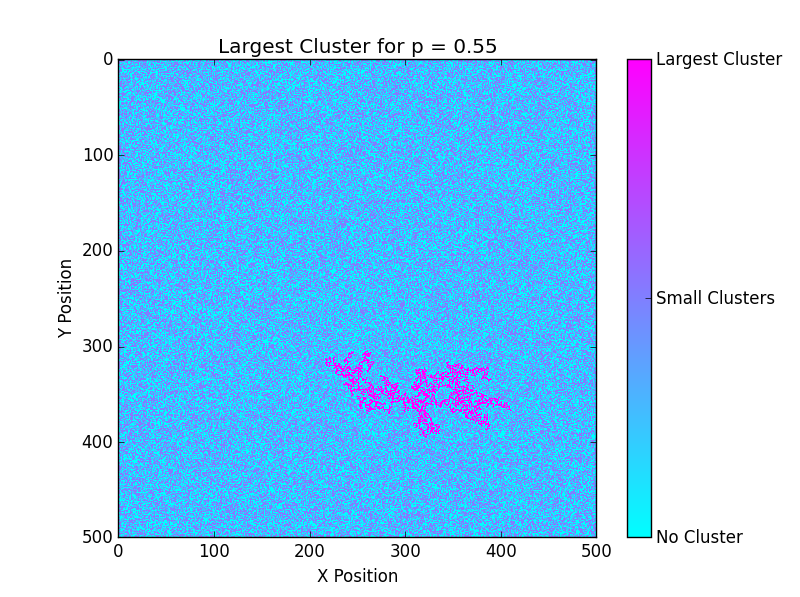 Largest Cluster for p = 0.55
0
100
200
300
400
500
Y Position
0 100 200 300 400 500
X Position
Largest Cluster
Small Clusters
No Cluster